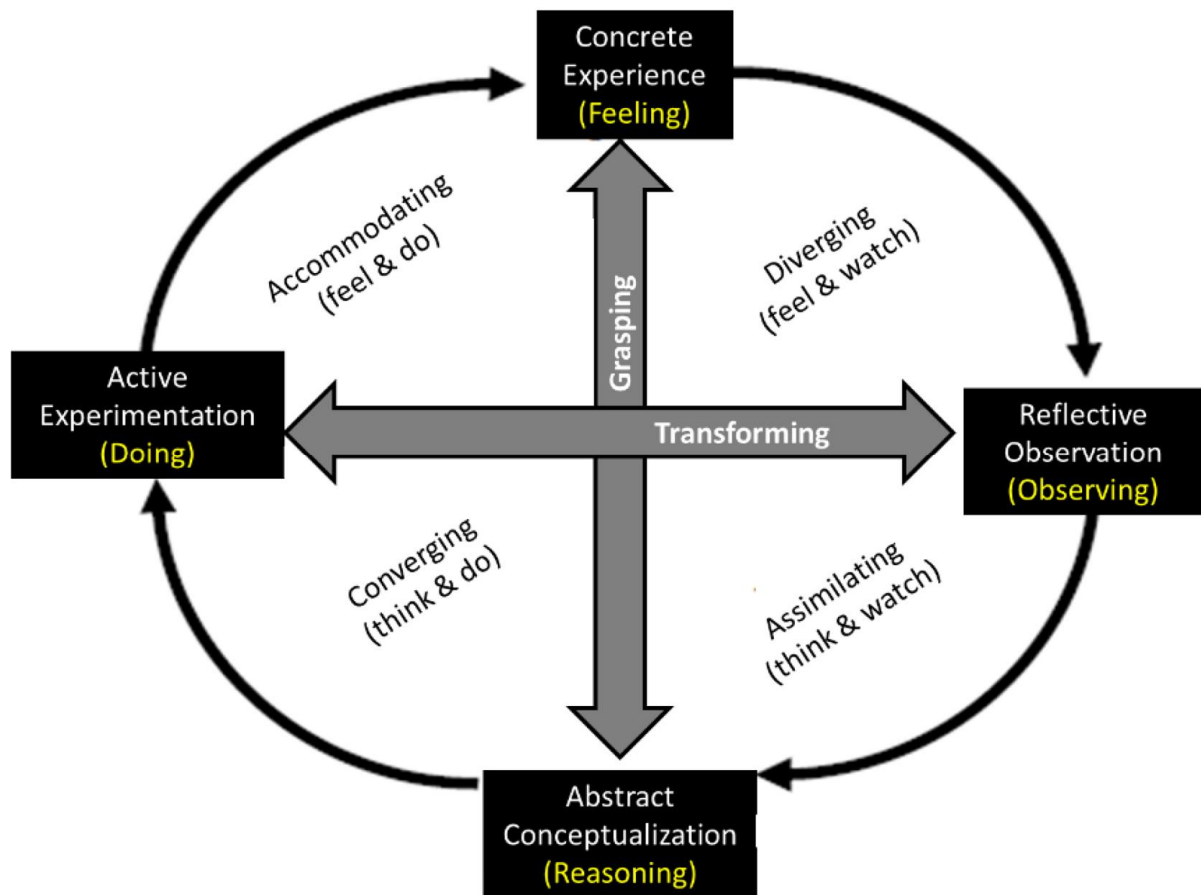 Concrete
Experience
(Feeling)
Accommodating
(feel & do)
Diverging
(feel & watch)
Grasping
Active
Experimentation
(Doing)
Transforming
Reflective
Observation
(Observing)
Converging
(think & do)
Assimilating
(think & watch)
Abstract
Conceptualization
(Reasoning)